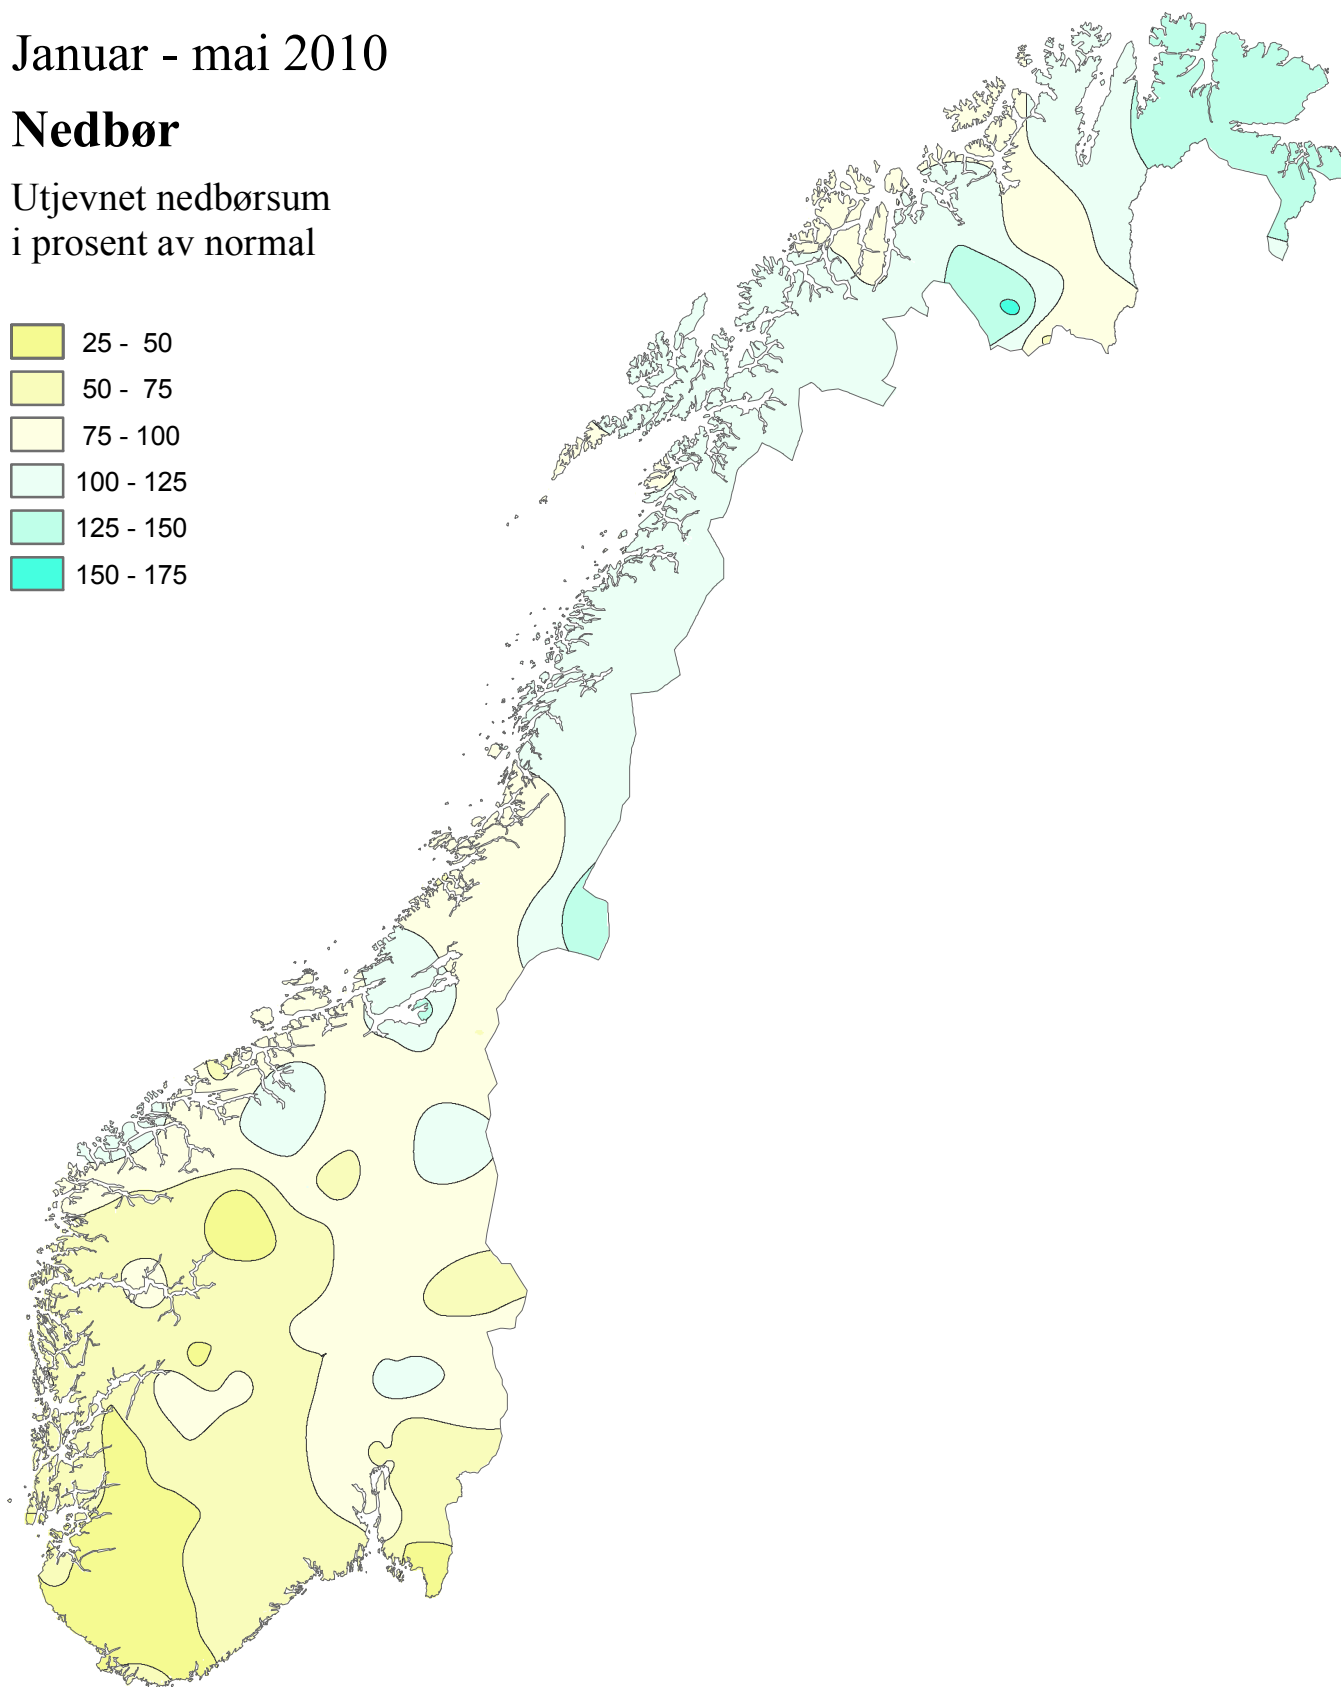 Januar - mai 2010
Nedbør
Utjevnet nedbørsum
i prosent av normal
25 - 50
50 - 75
75 - 100
100 - 125
125 - 150
150 - 175